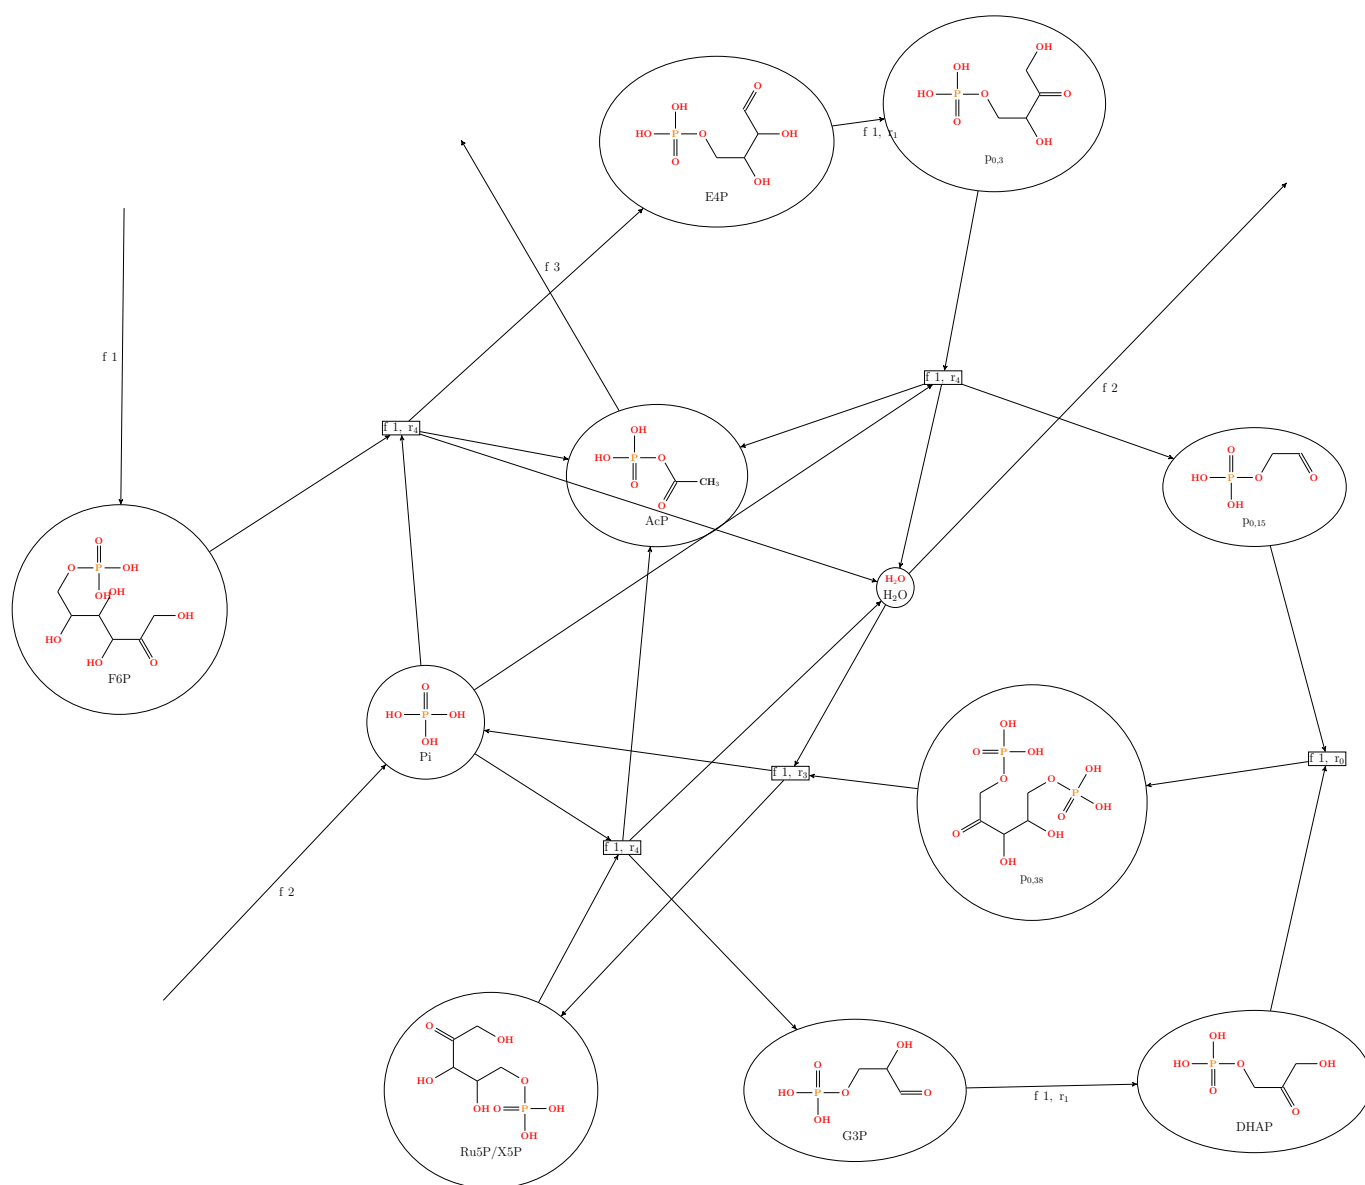 OH
HO P O O OH
O
OH
E4P
OH
OH
HO P O O
O
OH
p0,3
f 1, r1
f 3
f 1
f 2
f 1, r4
f 1, r4
OH
HO P O
O CH3
O
AcP
O
HO P O O
OH
p0,15
H2O
H2O
O
O P OH
OH OH
OH
HO
HO O
F6P
O
HO P OH
OH
Pi
OH
O P OH
O O OH
P OH
O
O OH
OH
p0,38
f 1, r3
f 1, r0
f 1, r4
f 2
O
OH
HO O
OH O P OH
OH
Ru5P/X5P
OH
O
HO P O O
OH
G3P
f 1, r1
OH
HO P O OH
O
O
DHAP